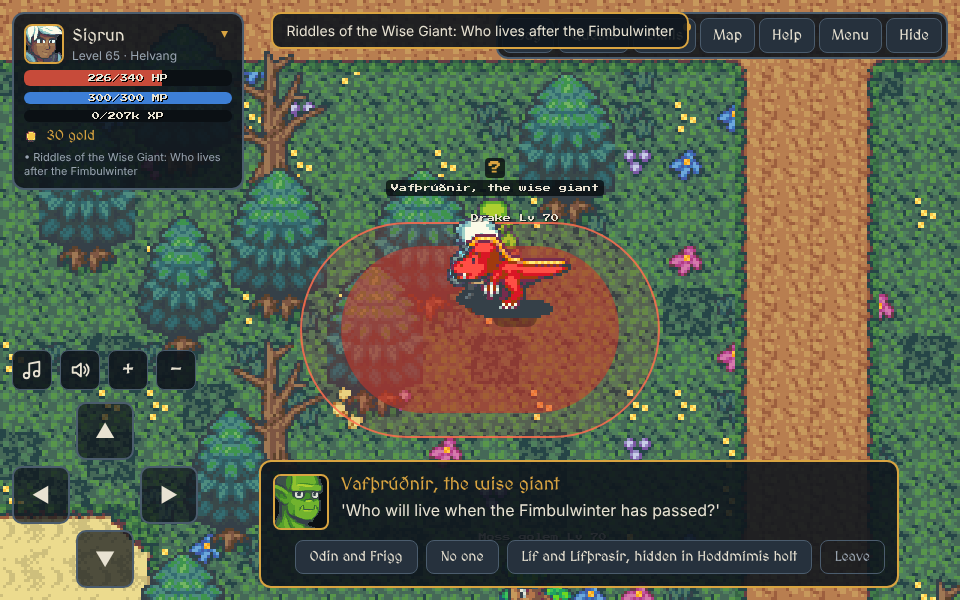 Sigrun
Level 65 · Helvang
226/340 HP
300/300 MP
0/207k XP
30 gold
• Riddles of the Wise Giant: Who lives
after the Fimbulwinter
Riddles of the Wise Giant: Who lives after the Fimbulwinter
Map
Help
Menu
Hide
?
Vafþrúðnir, the wise giant
Drake Lv 70
Vafþrúðnir, the wise giant
'Who will live when the Fimbulwinter has passed?'
Odin and Frigg
No one
Líf and Lífþrasir, hidden in Hoddmímis holt
Leave